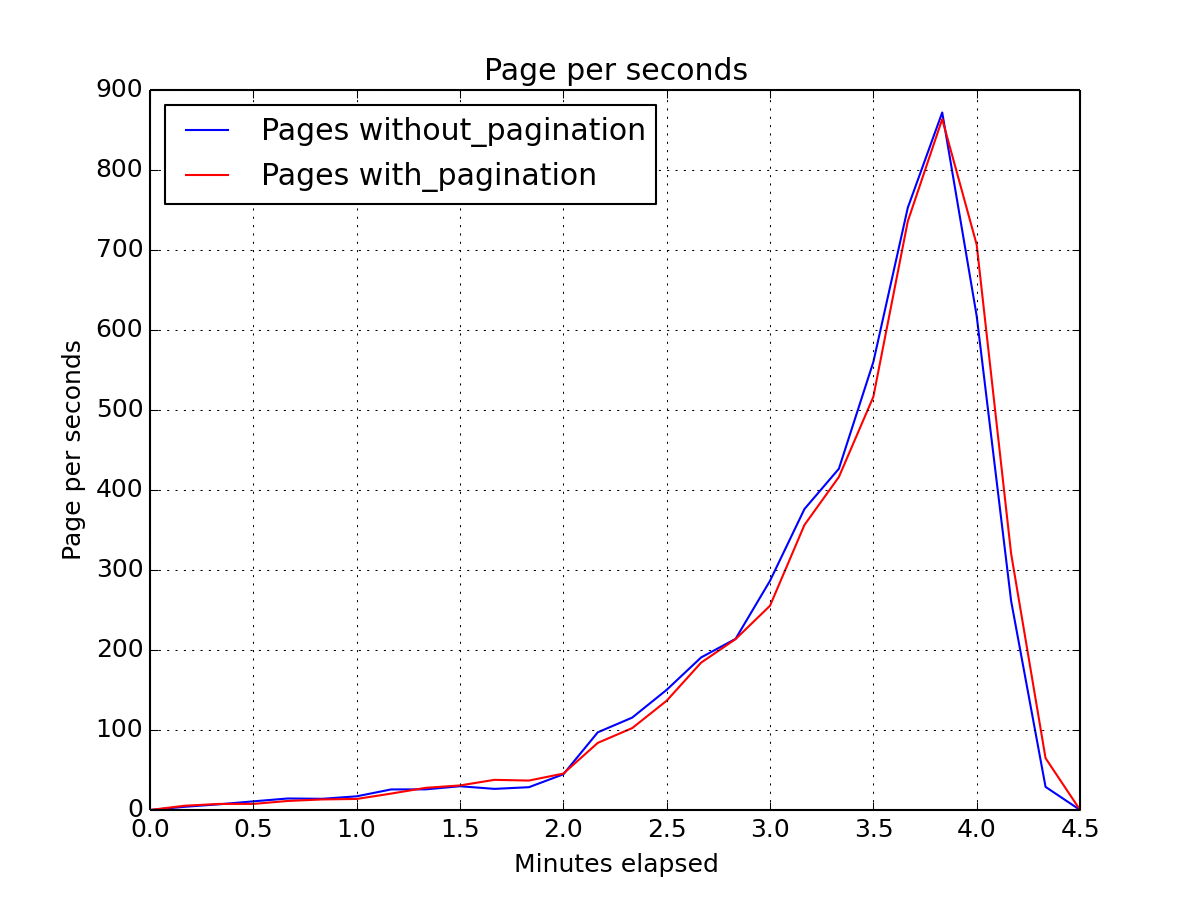 Page per seconds
Pages without_pagination
Pages with_pagination
900
800
700
600
500
400
300
200
100
0
Page per seconds
0.0 0.5 1.0 1.5 2.0 2.5 3.0 3.5 4.0 4.5
Minutes elapsed